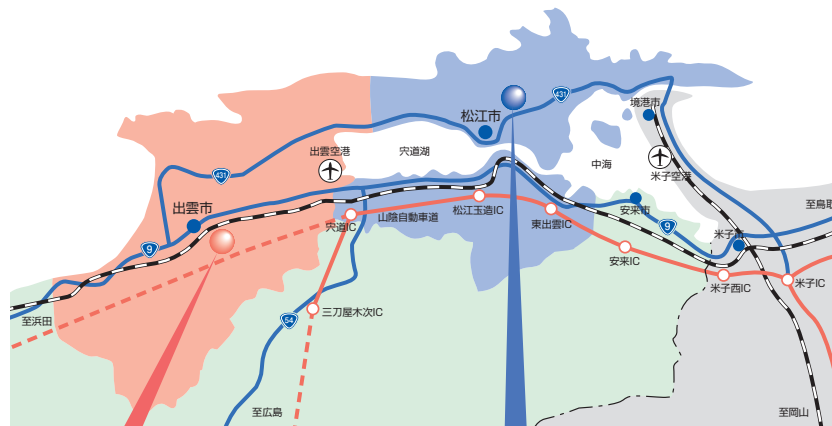 431
境港市
松江市
出雲空港
宍道湖
中海
米子空港
431
出雲市
宍道IC
山陰自動車道
松江玉造IC
東出雲IC
安来市
9
米子市
至鳥取
9
安来IC
米子西IC
米子IC
至浜田
三刀屋木次IC
54
至広島
至岡山